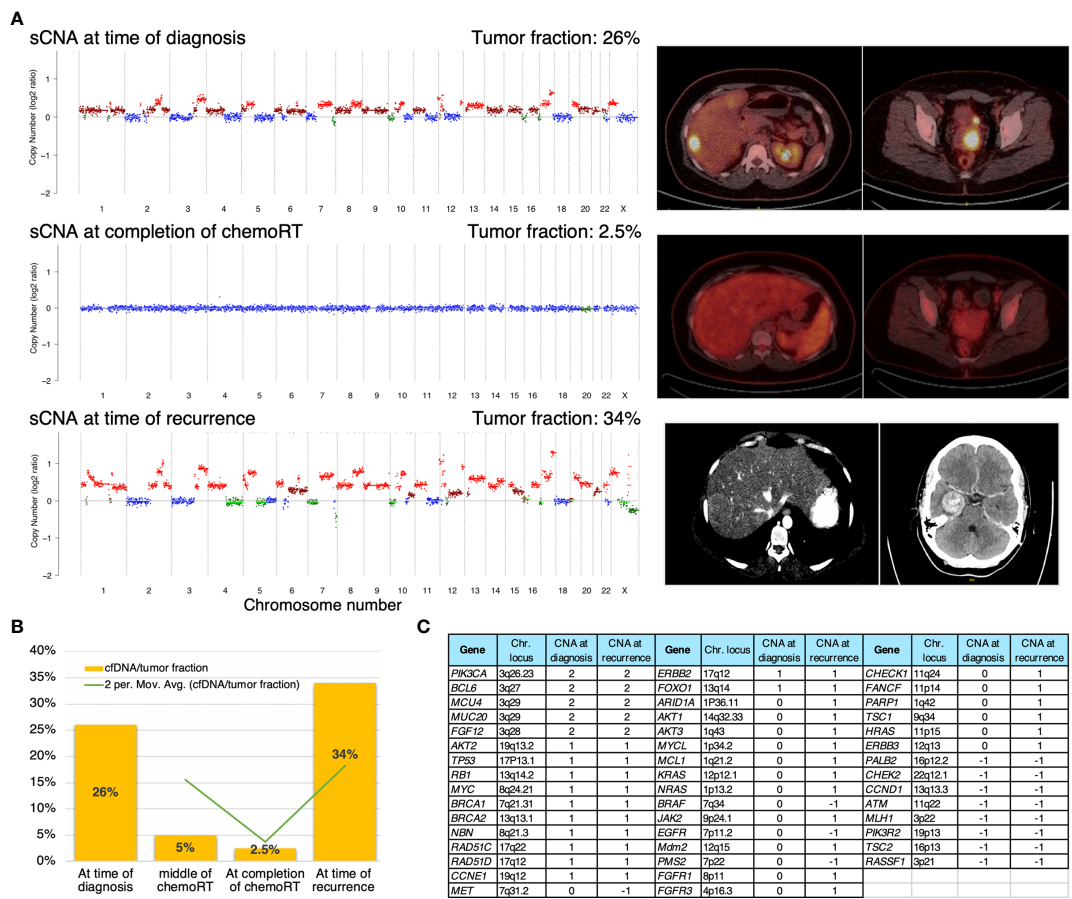 A
sCNA at time of diagnosis
Tumor fraction: 26%
Copy Number (log2 ratio)
1
0
−1
−2
1 2 3 4 5 6 7 8 9 10 11 12 13 14 15 16 18 20 22 X
sCNA at completion of chemoRT
Tumor fraction: 2.5%
Copy Number (log2 ratio)
1
0
−1
−2
1 2 3 4 5 6 7 8 9 10 11 12 13 14 15 16 18 20 22 X
sCNA at time of recurrence
Tumor fraction: 34%
Copy Number (log2 ratio)
1
0
−1
−2
1 2 3 4 5 6 7 8 9 10 11 12 13 14 15 16 18 20 22 X
Chromosome number
B
40%
35%
30%
25%
20%
15%
10%
5%
0%
cfDNA/tumor fraction
2 per. Mov. Avg. (cfDNA/tumor fraction)
26%
5%
2.5%
34%
At time of diagnosis
middle of chemoRT
At completion of chemoRT
At time of recurrence
C
Gene Chr. locus CNA at diagnosis CNA at recurrence Gene Chr. locus CNA at diagnosis CNA at recurrence Gene Chr. locus CNA at diagnosis CNA at recurrence
PIK3CA 3q26.23 2 2 ERBB2 17q12 1 1 CHECK1 11q24 0 1
BCL6 3q27 2 2 FOXO1 13q14 1 1 FANCF 11p14 0 1
MCU4 3q29 2 2 ARID1A 1P36.11 0 1 PARP1 1q42 0 1
MUC20 3q29 2 2 AKT1 14q32.33 0 1 TSC1 9q34 0 1
FGF12 3q28 2 2 AKT3 1q43 0 1 HRAS 11p15 0 1
AKT2 19q13.2 1 1 MYCL 1p34.2 0 1 ERBB3 12q13 0 1
TP53 17P13.1 1 1 MCL1 1q21.2 0 1 PALB2 16p12.2 -1 -1
RB1 13q14.2 1 1 KRAS 12p12.1 0 1 CHEK2 22q12.1 -1 -1
MYC 8q24.21 1 1 NRAS 1p13.2 0 1 CCND1 13q13.3 -1 -1
BRCA1 7q21.31 1 1 BRAF 7q34 0 -1 ATM 11q22 -1 -1
BRCA2 13q13.1 1 1 JAK2 9p24.1 0 1 MLH1 3p22 -1 -1
NBN 8q21.3 1 1 EGFR 7p11.2 0 -1 PIK3R2 19p13 -1 -1
RAD51C 17q22 1 1 Mdm2 12q15 0 1 TSC2 16p13 -1 -1
RAD51D 17q12 1 1 PMS2 7p22 0 -1 RASSF1 3p21 -1 -1
CCNE1 19q12 1 1 FGFR1 8p11 0 1
MET 7q31.2 0 -1 FGFR3 4p16.3 0 1